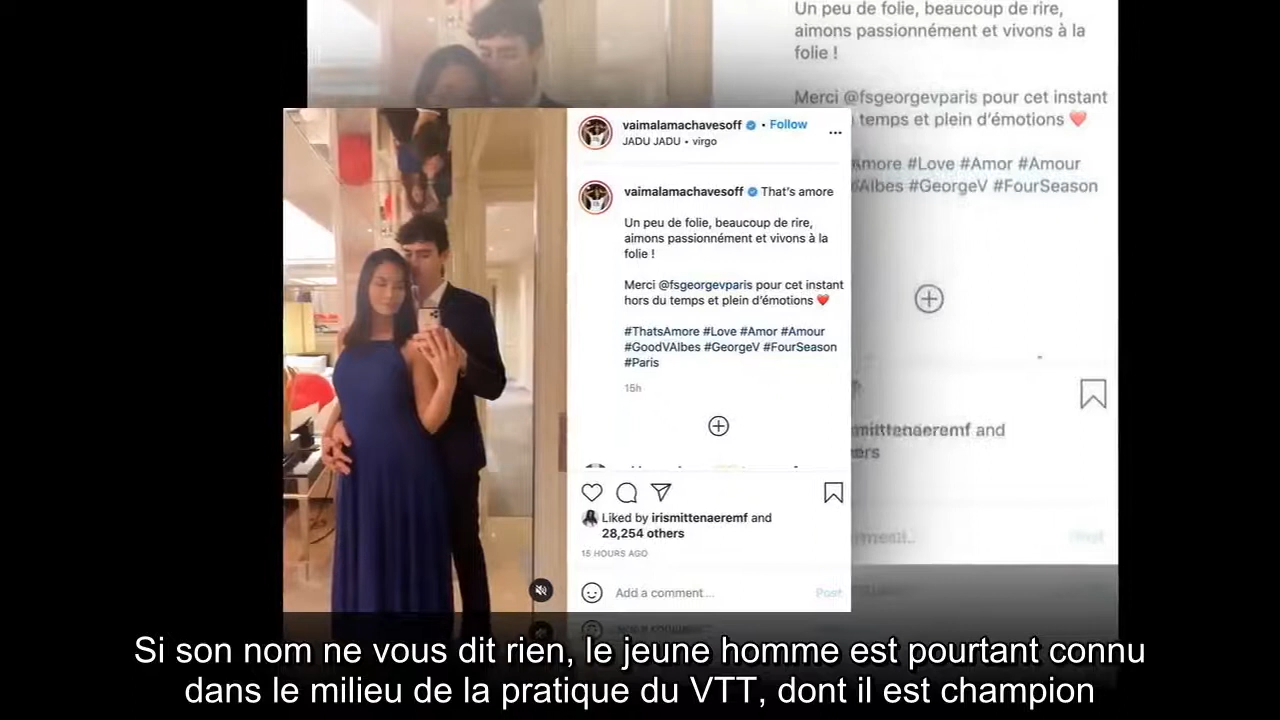 Un peu de folie, beaucoup de rire,
aimons passionnément et vivons à la
folie !
Merci @fsgeorgevparis pour cet instant
temps et plein d'émotions ❤️
#Love #Amor #Amour
#GeorgeV #FourSeason
and
vaimalamachavesoff • Follow
JADU JADU • virgo
vaimalamachavesoff That's amore
Un peu de folie, beaucoup de rire,
aimons passionnément et vivons à la
folie !
Merci @fsgeorgevparis pour cet instant
hors du temps et plein d'émotions ❤️
#ThatsAmore #Love #Amor #Amour
#GoodVAIbes #GeorgeV #FourSeason
#Paris
15h
Liked by irismittenaeremf and
28,254 others
15 HOURS AGO
Add a comment...
Post
Si son nom ne vous dit rien, le jeune homme est pourtant connu
dans le milieu de la pratique du VTT, dont il est champion